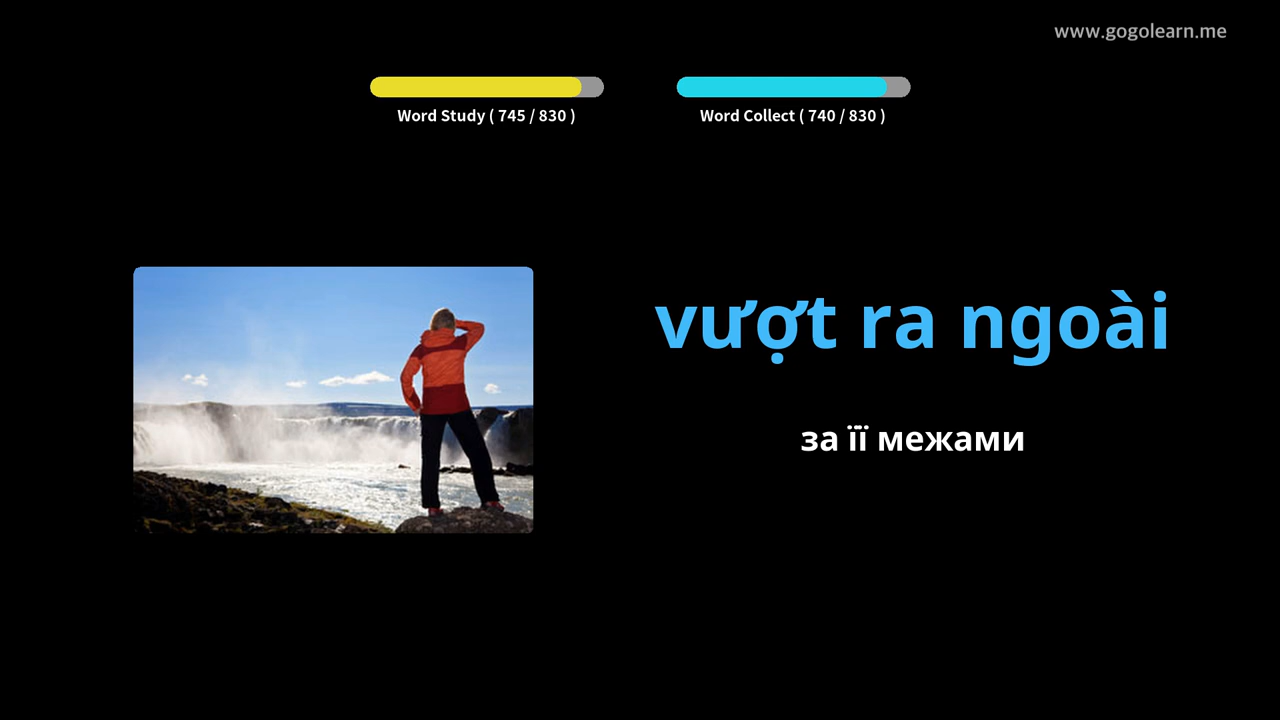 www.gogolearn.me
Word Study ( 745 / 830 )
Word Collect ( 740 / 830 )
vượt ra ngoài
за її межами